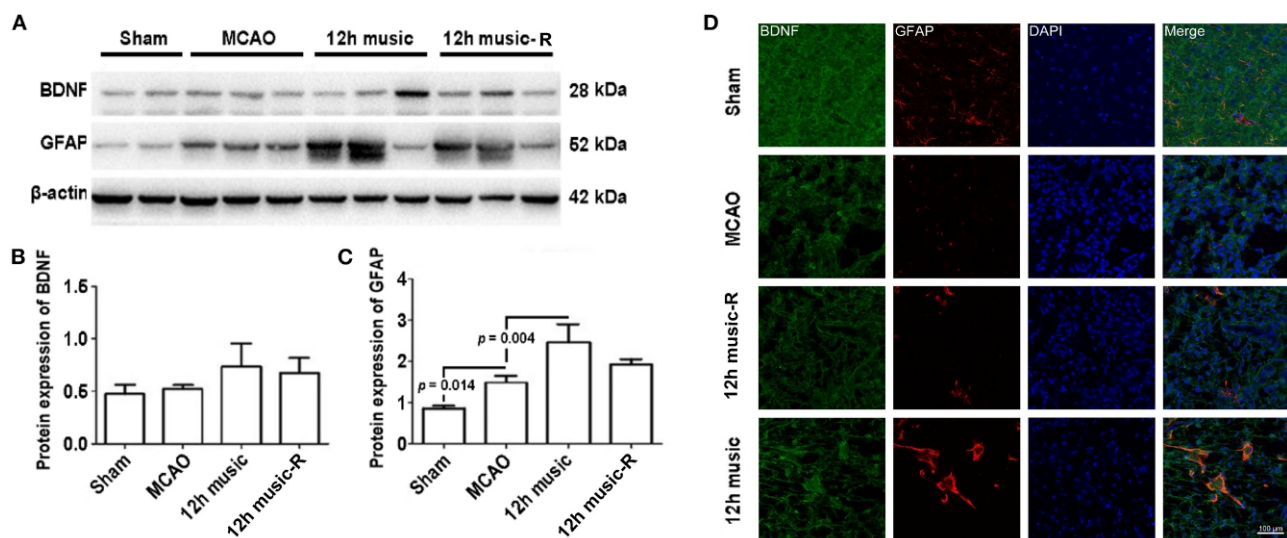 A
Sham MCAO 12h music 12h music-R
BDNF 28 kDa
GFAP 52 kDa
β-actin 42 kDa
B
Protein expression of BDNF
1.6
1.0
0.5
0.0
Sham MCAO 12h music 12h music-R
C
Protein expression of GFAP
4
3
2
1
0
p = 0.014
p = 0.004
Sham MCAO 12h music 12h music-R
D
BDNF GFAP DAPI Merge
Sham
MCAO
12h music-R
12h music
100 μm